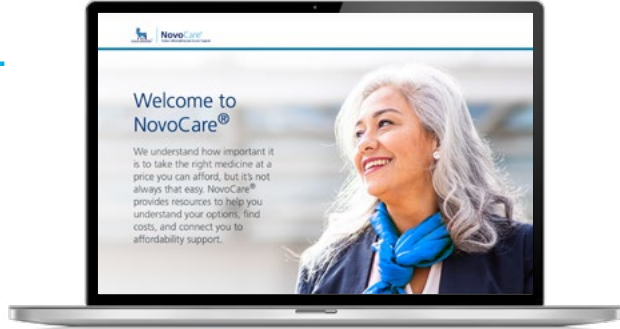 NovoCare®
Welcome to
NovoCare®
We understand how important it
is to take the right medicine at a
price you can afford, but it's not
always that easy. NovoCare®
provides resources to help you
understand your options, find
costs, and connect you to
affordability support.